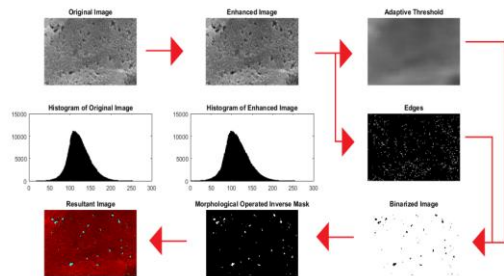 Original Image
Enhanced Image
Adaptive Threshold
Histogram of Original Image
Histogram of Enhanced Image
15000
10000
5000
0
0 50 100 150 200 250 300
15000
10000
5000
0
0 50 100 150 200 250 300
Edges
Resultant Image
Morphological Operated Inverse Mask
Binarized Image